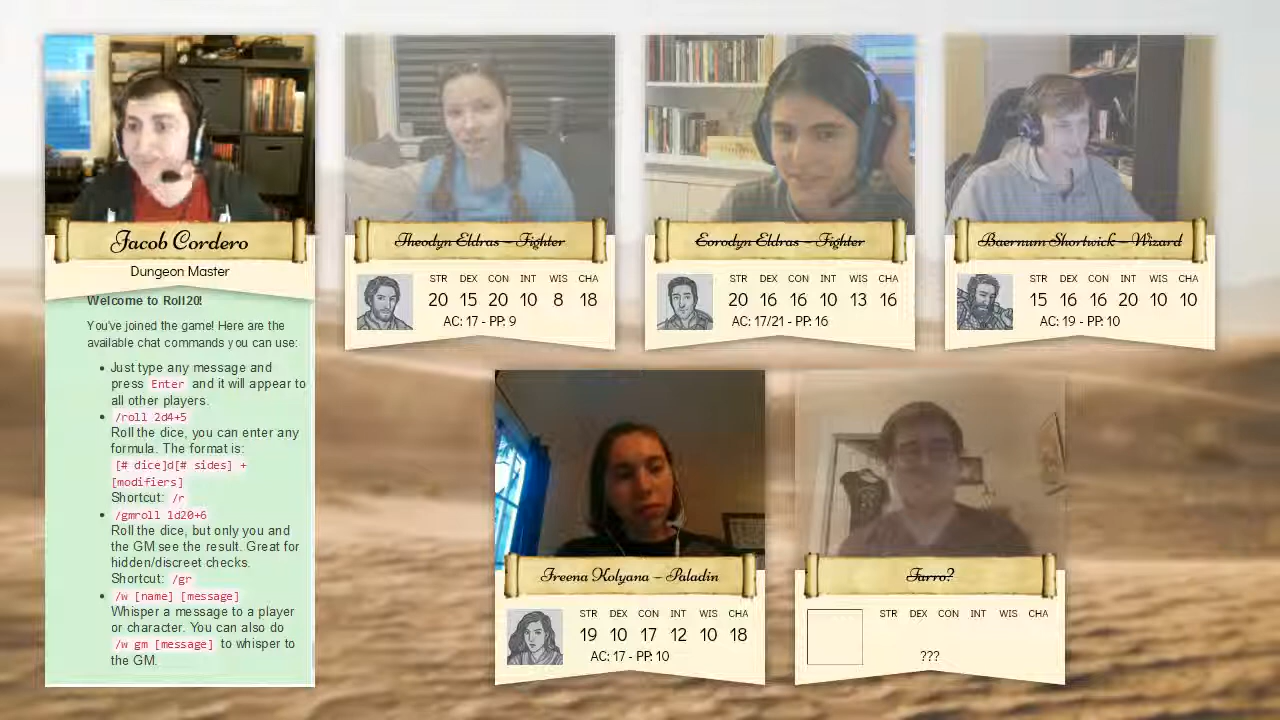 Jacob Cordero
Dungeon Master
Welcome to Roll20!
You've joined the game! Here are the
available chat commands you can use:
Just type any message and
press Enter and it will appear to
all other players.
/roll 2d4+5
Roll the dice, you can enter any
formula. The format is:
[# dice]d[# sides] +
[modifiers]
Shortcut: /r
/gmroll 1d20+6
Roll the dice, but only you and
the GM see the result. Great for
hidden/discreet checks.
Shortcut: /gr
/w [name] [message]
Whisper a message to a player
or character. You can also do
/w gm [message] to whisper to
the GM.
Theodyn Eldras – Fighter
STR DEX CON INT WIS CHA
20 15 20 10 8 18
AC: 17 - PP: 9
Eorodyn Eldras – Fighter
STR DEX CON INT WIS CHA
20 16 16 10 13 16
AC: 17/21 - PP: 16
Baernum Shortwick – Wizard
STR DEX CON INT WIS CHA
15 16 16 20 10 10
AC: 19 - PP: 10
Freena Kolyana – Paladin
STR DEX CON INT WIS CHA
19 10 17 12 10 18
AC: 17 - PP: 10
Farro?
STR DEX CON INT WIS CHA
???